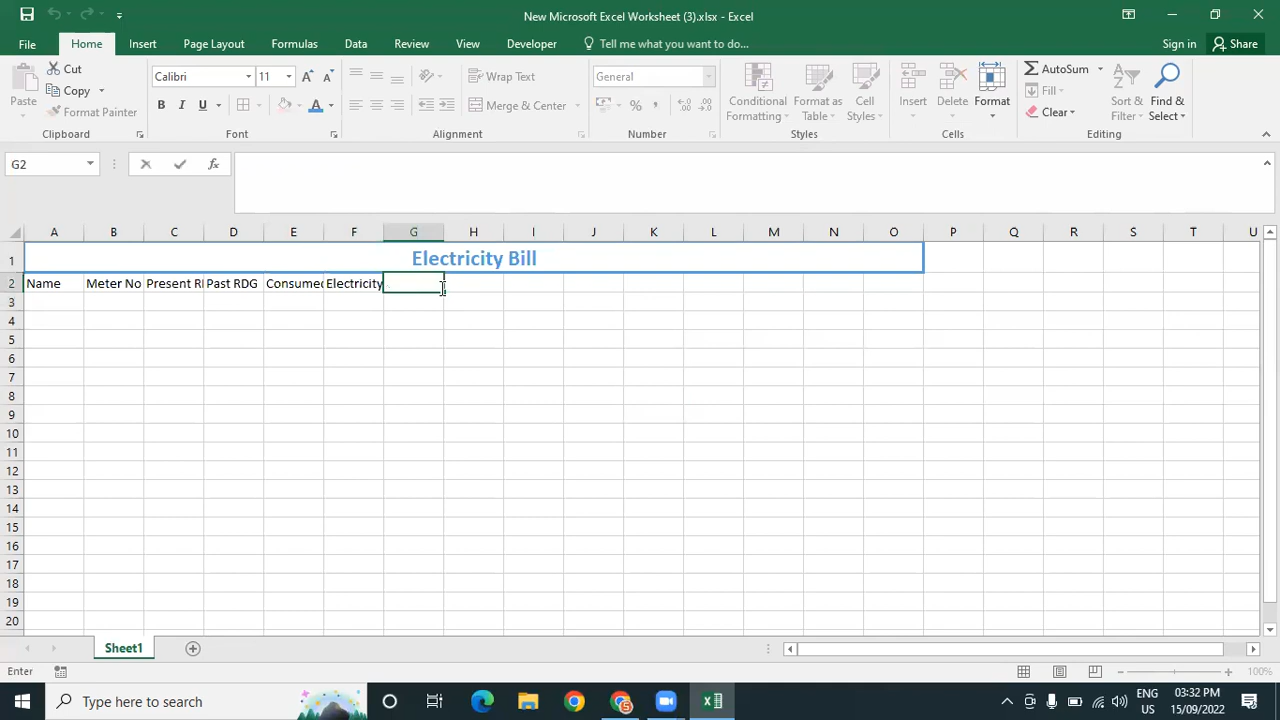 New Microsoft Excel Worksheet (3).xlsx - Excel
File Home Insert Page Layout Formulas Data Review View Developer Tell me what you want to do... Sign in Share
Paste Cut Copy Format Painter Clipboard
Calibri 11 B I U A A A Font
Wrap Text Merge & Center Alignment
General % , Number
Conditional Formatting Format as Table Cell Styles Styles
Insert Delete Format Cells
AutoSum Fill Clear Sort & Filter Find & Select Editing
G2 fx
A B C D E F G H I J K L M N O P Q R S T U
1 Electricity Bill
2 Name Meter No Present R Past RDG Consumed Electricity
3
4
5
6
7
8
9
10
11
12
13
14
15
16
17
18
19
20
Sheet1
Enter 100%
Type here to search
ENG US 03:32 PM 15/09/2022